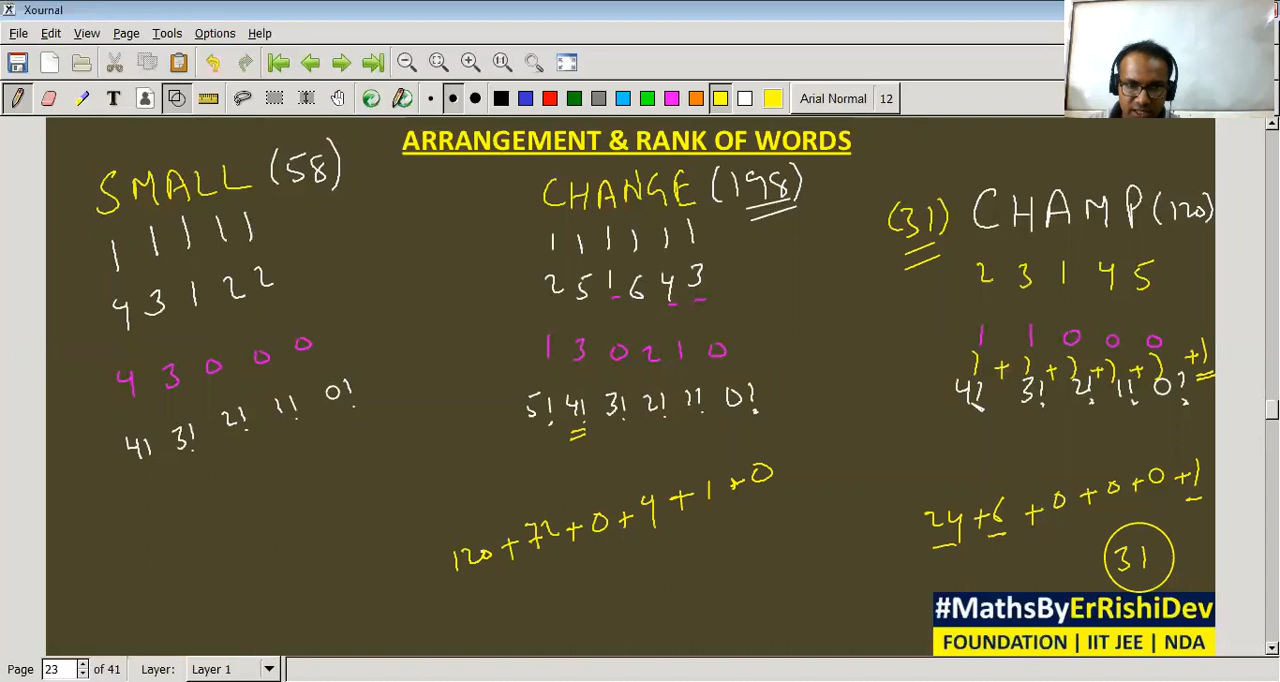 Xournal
File Edit View Page Tools Options Help
Arial Normal 12
ARRANGEMENT & RANK OF WORDS
SMALL (58)
1 1 1 1 1
4 3 1 2 2
4 3 0 0 0
4! 3! 2! 1! 0!
CHANGE (198)
1 1 1 1 1 1
2 5 1 6 4 3
1 3 0 2 1 0
5! 4! 3! 2! 1! 0!
120 + 72 + 0 + 4 + 1 + 0
(31) CHAMP (120)
2 3 1 4 5
1 1 0 0 0
+ + + + +1
4! 3! 2! 1! 0!
24 + 6 + 0 + 0 + 0 + 1
31
#MathsByErRishiDev
FOUNDATION | IIT JEE | NDA
Page 23 of 41 Layer: Layer 1